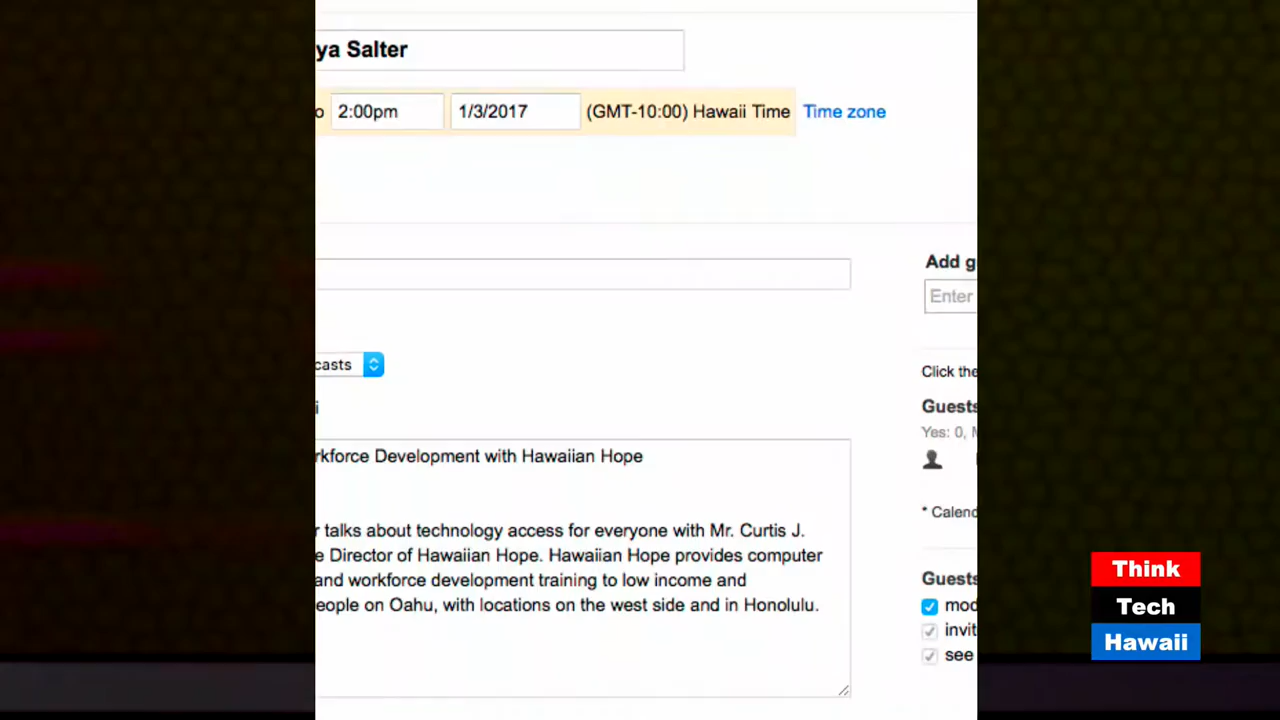 ya Salter
o 2:00pm 1/3/2017 (GMT-10:00) Hawaii Time Time zone
Add g
Enter
casts
Click the
i
Guests
Yes: 0,
rkforce Development with Hawaiian Hope
* Calend
r talks about technology access for everyone with Mr. Curtis J.
e Director of Hawaiian Hope. Hawaiian Hope provides computer
and workforce development training to low income and
eople on Oahu, with locations on the west side and in Honolulu.
Guests
mod
invit
see
Think
Tech
Hawaii